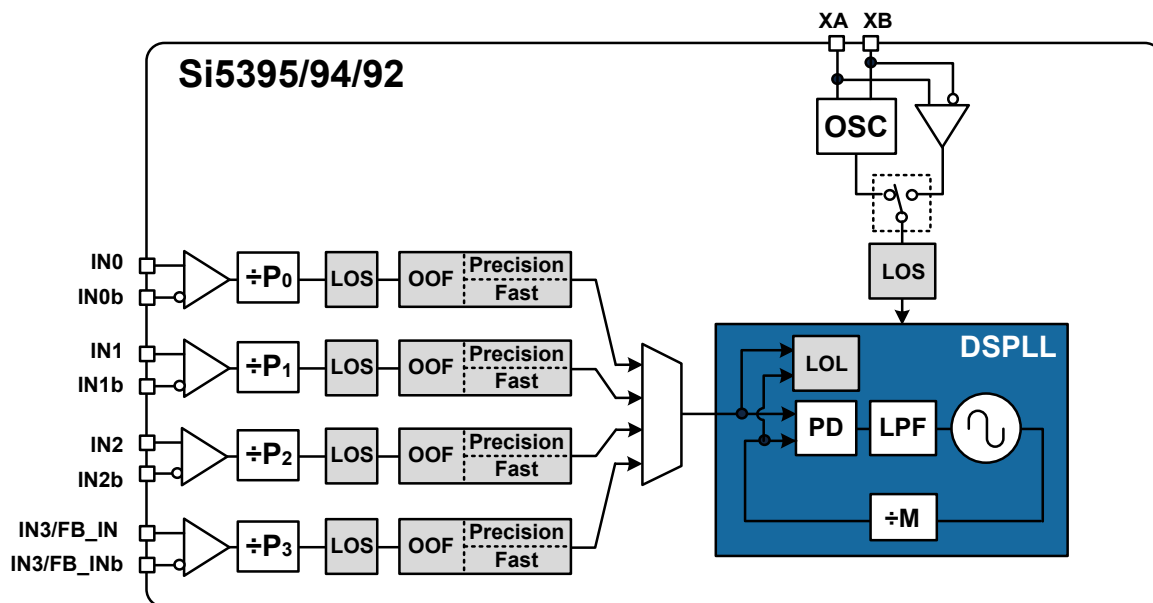 XA XB
Si5395/94/92
OSC
LOS
IN0
IN0b
÷P0
LOS
OOF
Precision
Fast
IN1
IN1b
÷P1
LOS
OOF
Precision
Fast
IN2
IN2b
÷P2
LOS
OOF
Precision
Fast
IN3/FB_IN
IN3/FB_INb
÷P3
LOS
OOF
Precision
Fast
DSPLL
LOL
PD
LPF
÷M